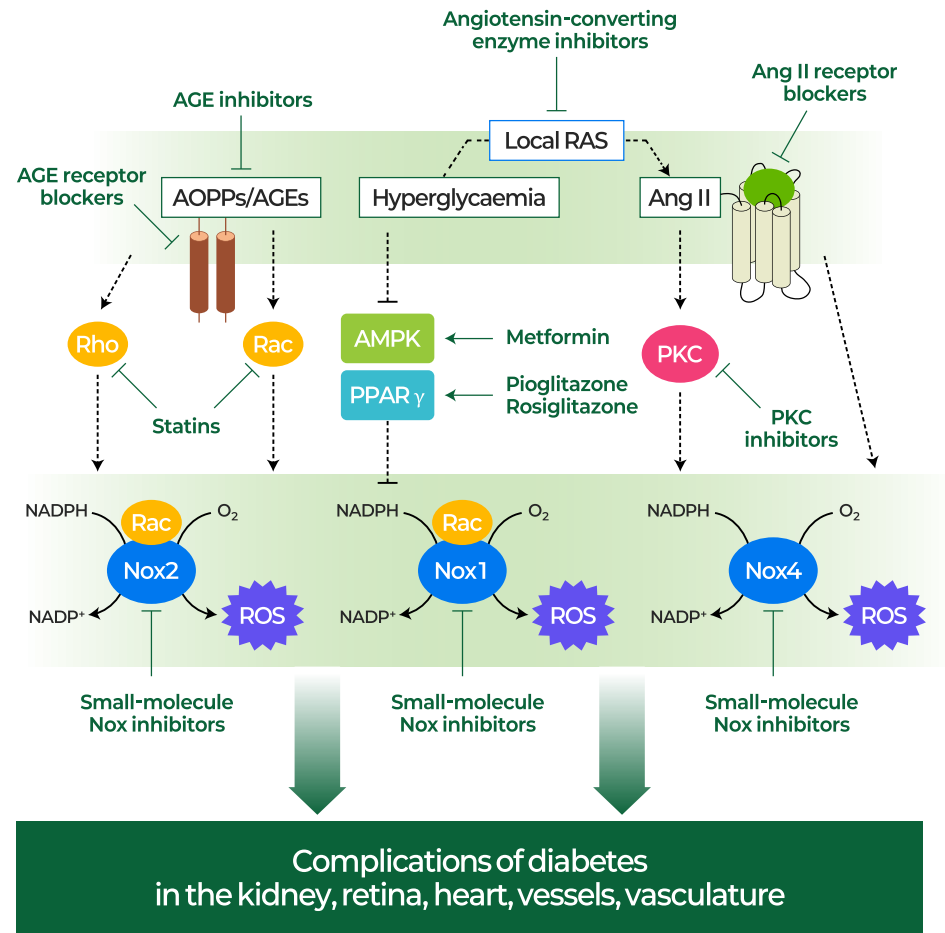 Angiotensin-converting
enzyme inhibitors
Ang II receptor
blockers
AGE inhibitors
Local RAS
AGE receptor
blockers
AOPPs/AGEs
Hyperglycaemia
Ang II
Rho
Rac
AMPK
Metformin
PKC
PPAR γ
Pioglitazone
Rosiglitazone
Statins
PKC
inhibitors
NADPH
Rac
O₂
Nox2
NADP⁺
ROS
NADPH
Rac
O₂
Nox1
NADP⁺
ROS
NADPH
O₂
Nox4
NADP⁺
ROS
Small-molecule
Nox inhibitors
Small-molecule
Nox inhibitors
Small-molecule
Nox inhibitors
Complications of diabetes
in the kidney, retina, heart, vessels, vasculature